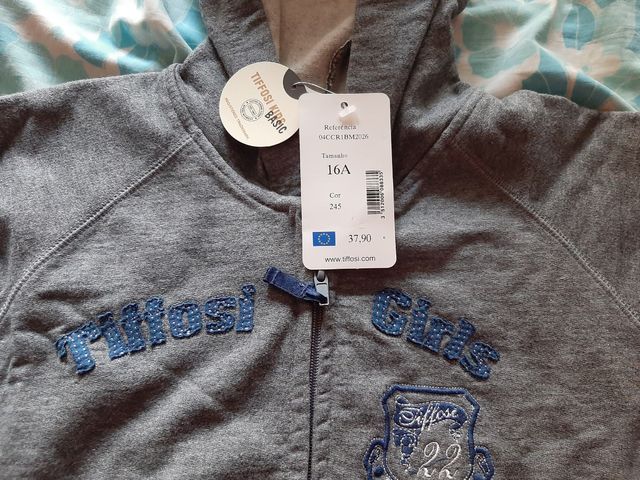 TIFFOSI KIDS
BASIC
Referência
04CCR1BM2026
Tamanho
16A
Cor
245
37,90
www.tiffosi.com
Tiffosi Girls
Tiffosi
22